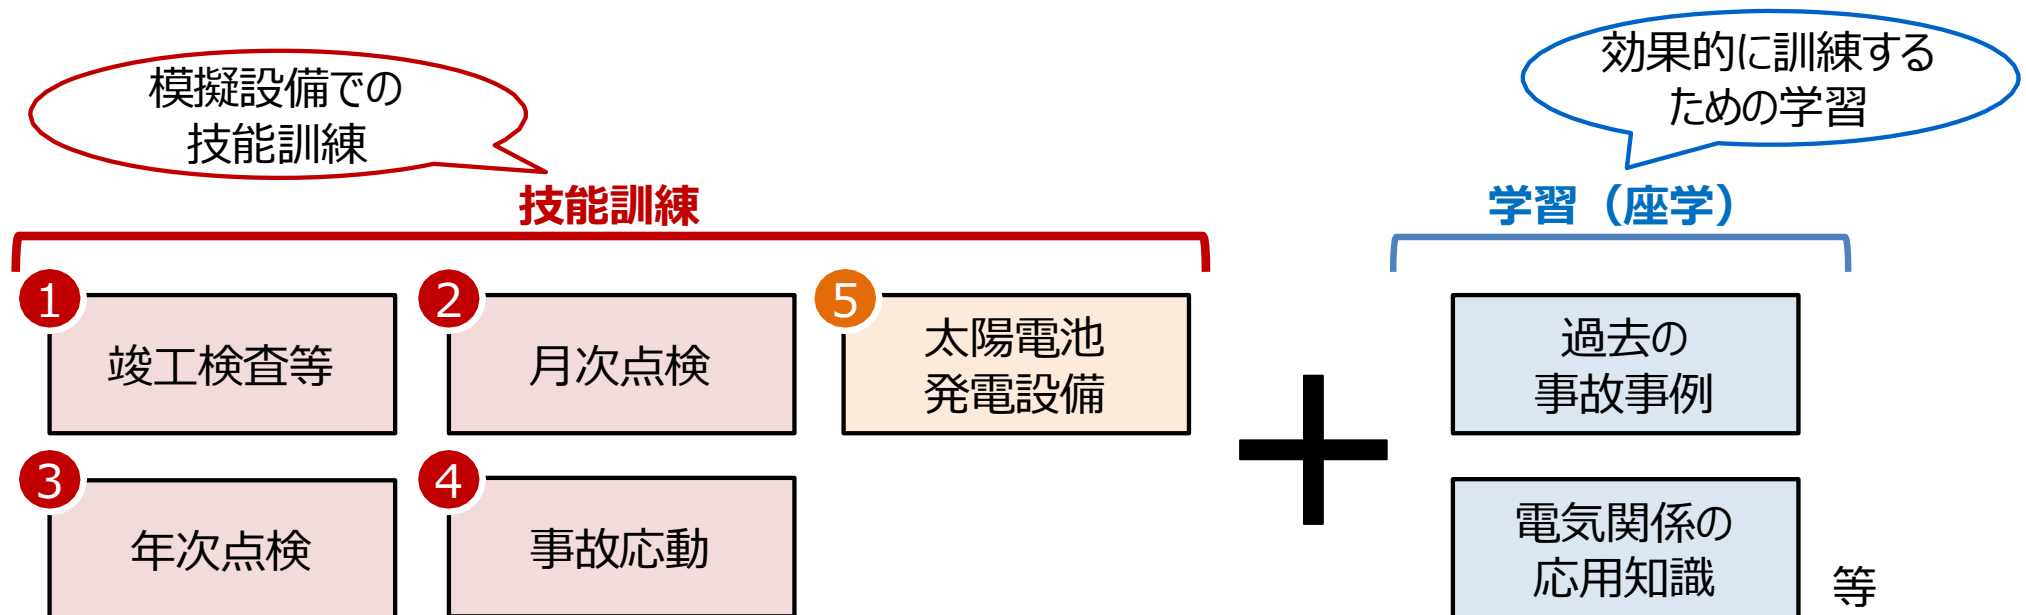 模擬設備での
技能訓練
効果的に訓練する
ための学習
技能訓練
学習（座学）
1
竣工検査等
2
月次点検
5
太陽電池
発電設備
過去の
事故事例
3
年次点検
4
事故応動
電気関係の
応用知識
等